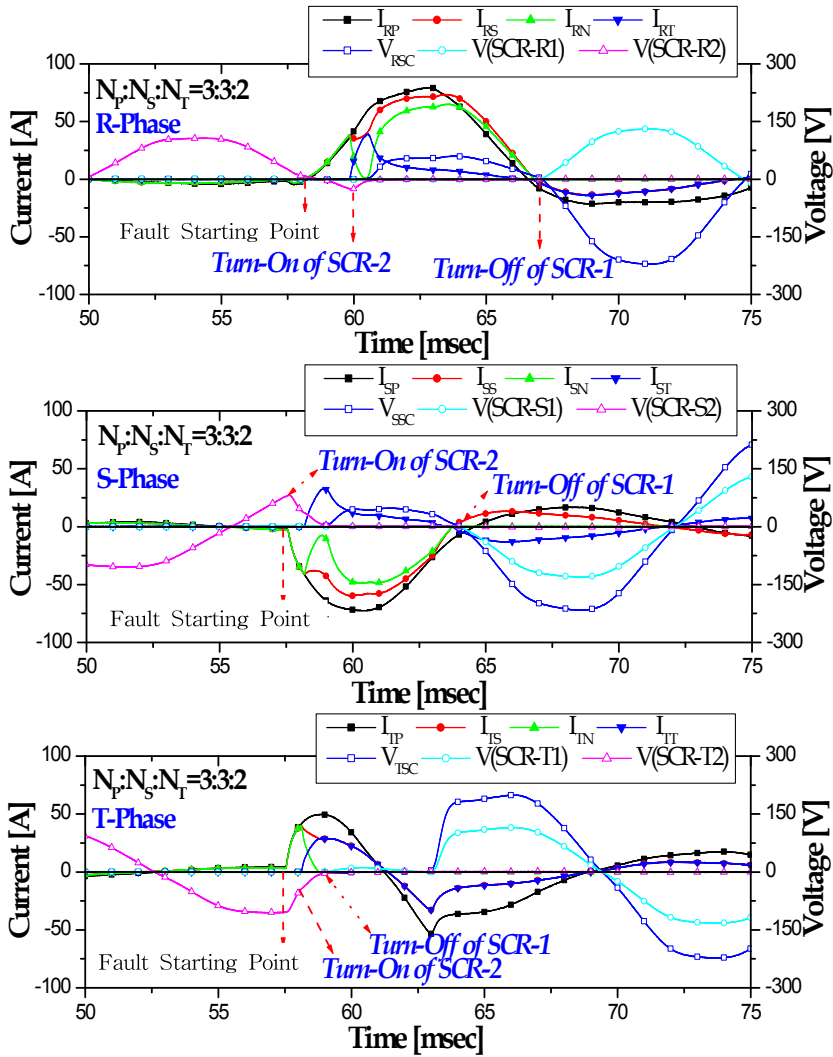 I_RP I_RS I_RN I_RT
V_RSC V(SCR-R1) V(SCR-R2)
100 300
N_P:N_S:N_T=3:3:2
R-Phase
50 150
Current [A]
Voltage [V]
0 0
Fault Starting Point
Turn-On of SCR-2
Turn-Off of SCR-1
-50 -150
-100 -300
50 55 60 65 70 75
Time [msec]
I_SP I_SS I_SN I_ST
V_SSC V(SCR-S1) V(SCR-S2)
100 300
N_P:N_S:N_T=3:3:2
S-Phase
Turn-On of SCR-2
Turn-Off of SCR-1
50 150
Current [A]
Voltage [V]
0 0
-50 -150
Fault Starting Point
-100 -300
50 55 60 65 70 75
Time [msec]
I_TP I_TS I_TN I_TT
V_TSC V(SCR-T1) V(SCR-T2)
100 300
N_P:N_S:N_T=3:3:2
T-Phase
50 150
Current [A]
Voltage [V]
0 0
-50 -150
Turn-Off of SCR-1
Fault Starting Point
Turn-On of SCR-2
-100 -300
50 55 60 65 70 75
Time [msec]